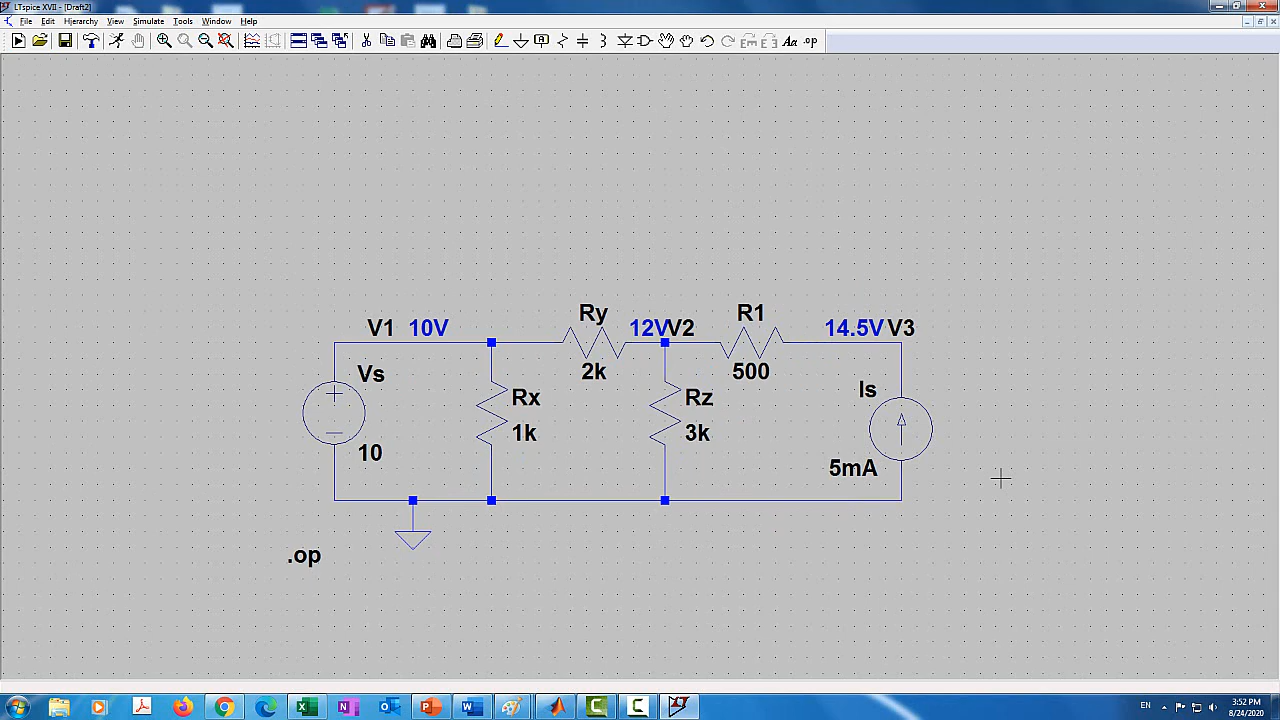 LTspice XVII - [Draft2]
File Edit Hierarchy View Simulate Tools Window Help
Aa .op
Ry R1
V1 10V 12V V2 14.5V V3
Vs 2k 500
Is
Rx Rz
1k 3k
10 5mA
.op
EN 3:52 PM
8/24/2020